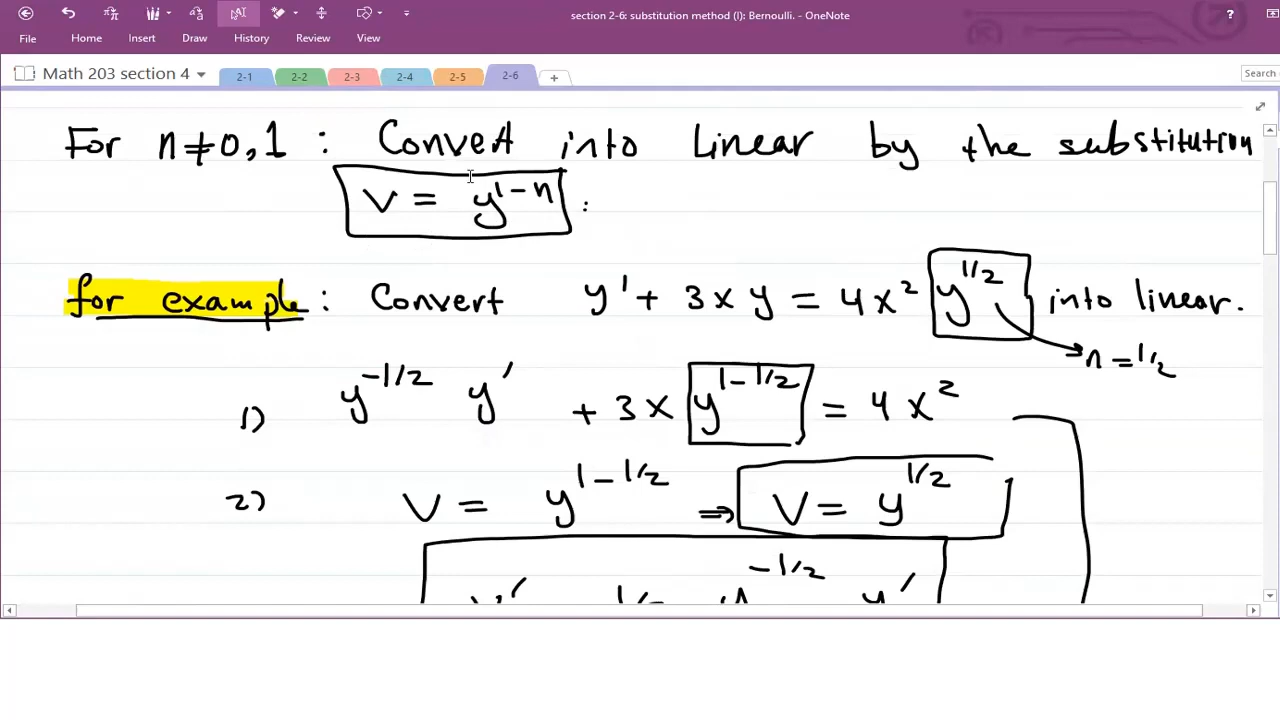 section 2-6: substitution method (I): Bernoulli. - OneNote
?
File Home Insert Draw History Review View
Math 203 section 4
2-1 2-2 2-3 2-4 2-5 2-6 +
Search
For n≠0,1 : Convert into Linear by the substitution
V = y^{1-n} :
for example : Convert y' + 3xy = 4x² y^{1/2} into linear.
n = 1/2
1) y^{-1/2} y' + 3x y^{1-1/2} = 4x²
2) V = y^{1-1/2} ⇒ V = y^{1/2}
y^{-1/2} y'